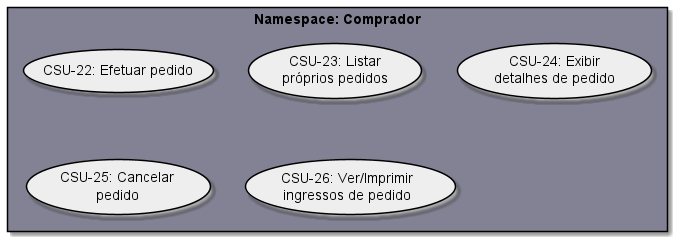 Namespace: Comprador
CSU-22: Efetuar pedido
CSU-23: Listar
próprios pedidos
CSU-24: Exibir
detalhes de pedido
CSU-25: Cancelar
pedido
CSU-26: Ver/Imprimir
ingressos de pedido